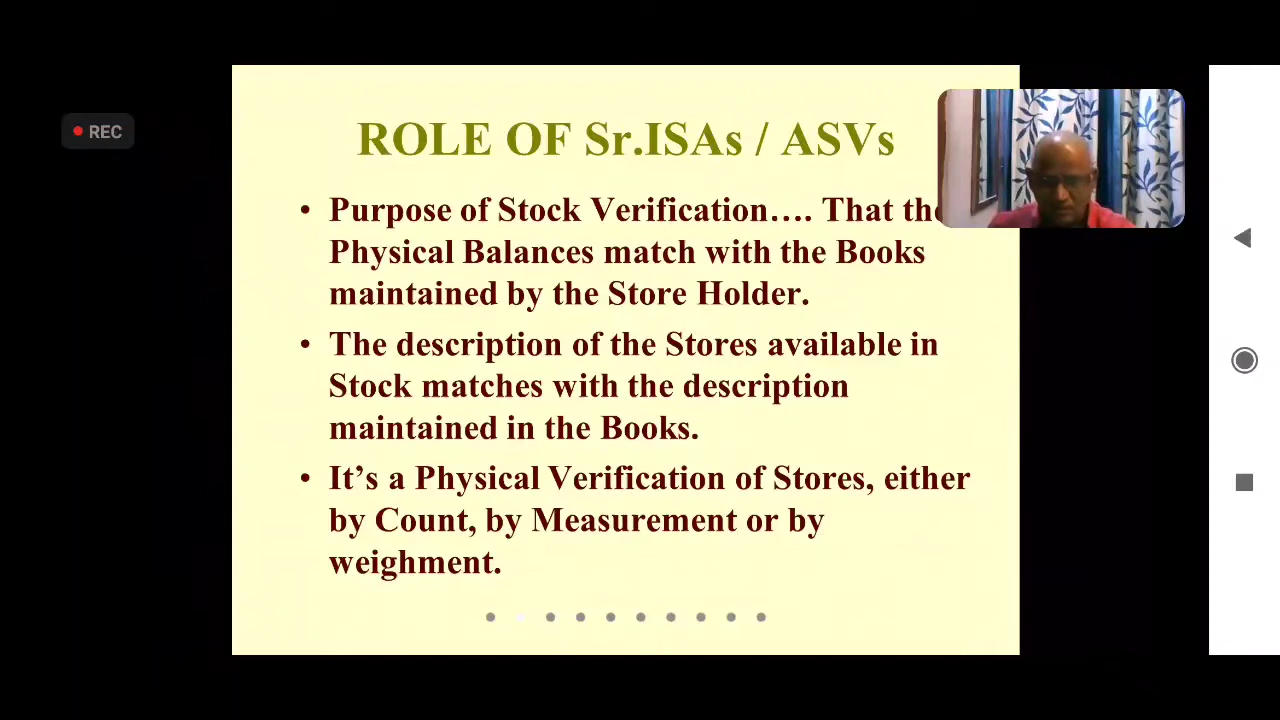 REC
ROLE OF Sr.ISAs / ASVs
• Purpose of Stock Verification…. That the
Physical Balances match with the Books
maintained by the Store Holder.
• The description of the Stores available in
Stock matches with the description
maintained in the Books.
• It’s a Physical Verification of Stores, either
by Count, by Measurement or by
weighment.